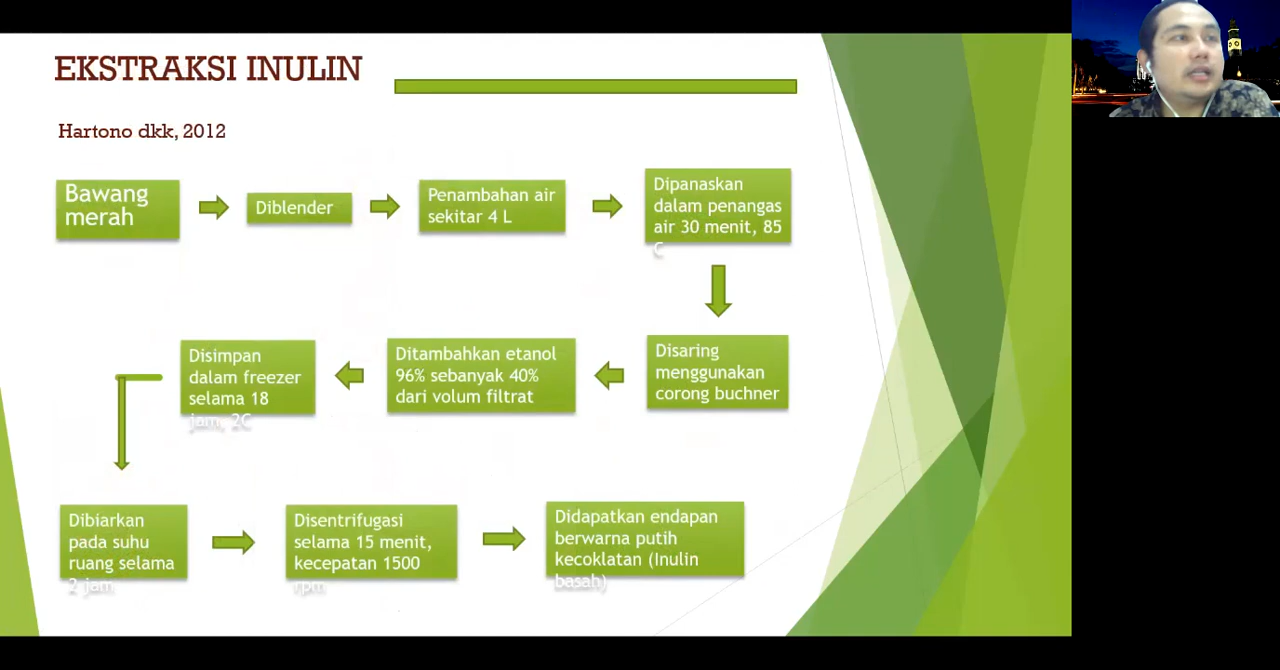 EKSTRAKSI INULIN
Hartono dkk, 2012
Bawang
merah
Diblender
Penambahan air
sekitar 4 L
Dipanaskan
dalam penangas
air 30 menit, 85
C
Disaring
menggunakan
corong buchner
Ditambahkan etanol
96% sebanyak 40%
dari volum filtrat
Disimpan
dalam freezer
selama 18
jam, 2C
Dibiarkan
pada suhu
ruang selama
2 jam
Disentrifugasi
selama 15 menit,
kecepatan 1500
rpm
Didapatkan endapan
berwarna putih
kecoklatan (Inulin
basah)